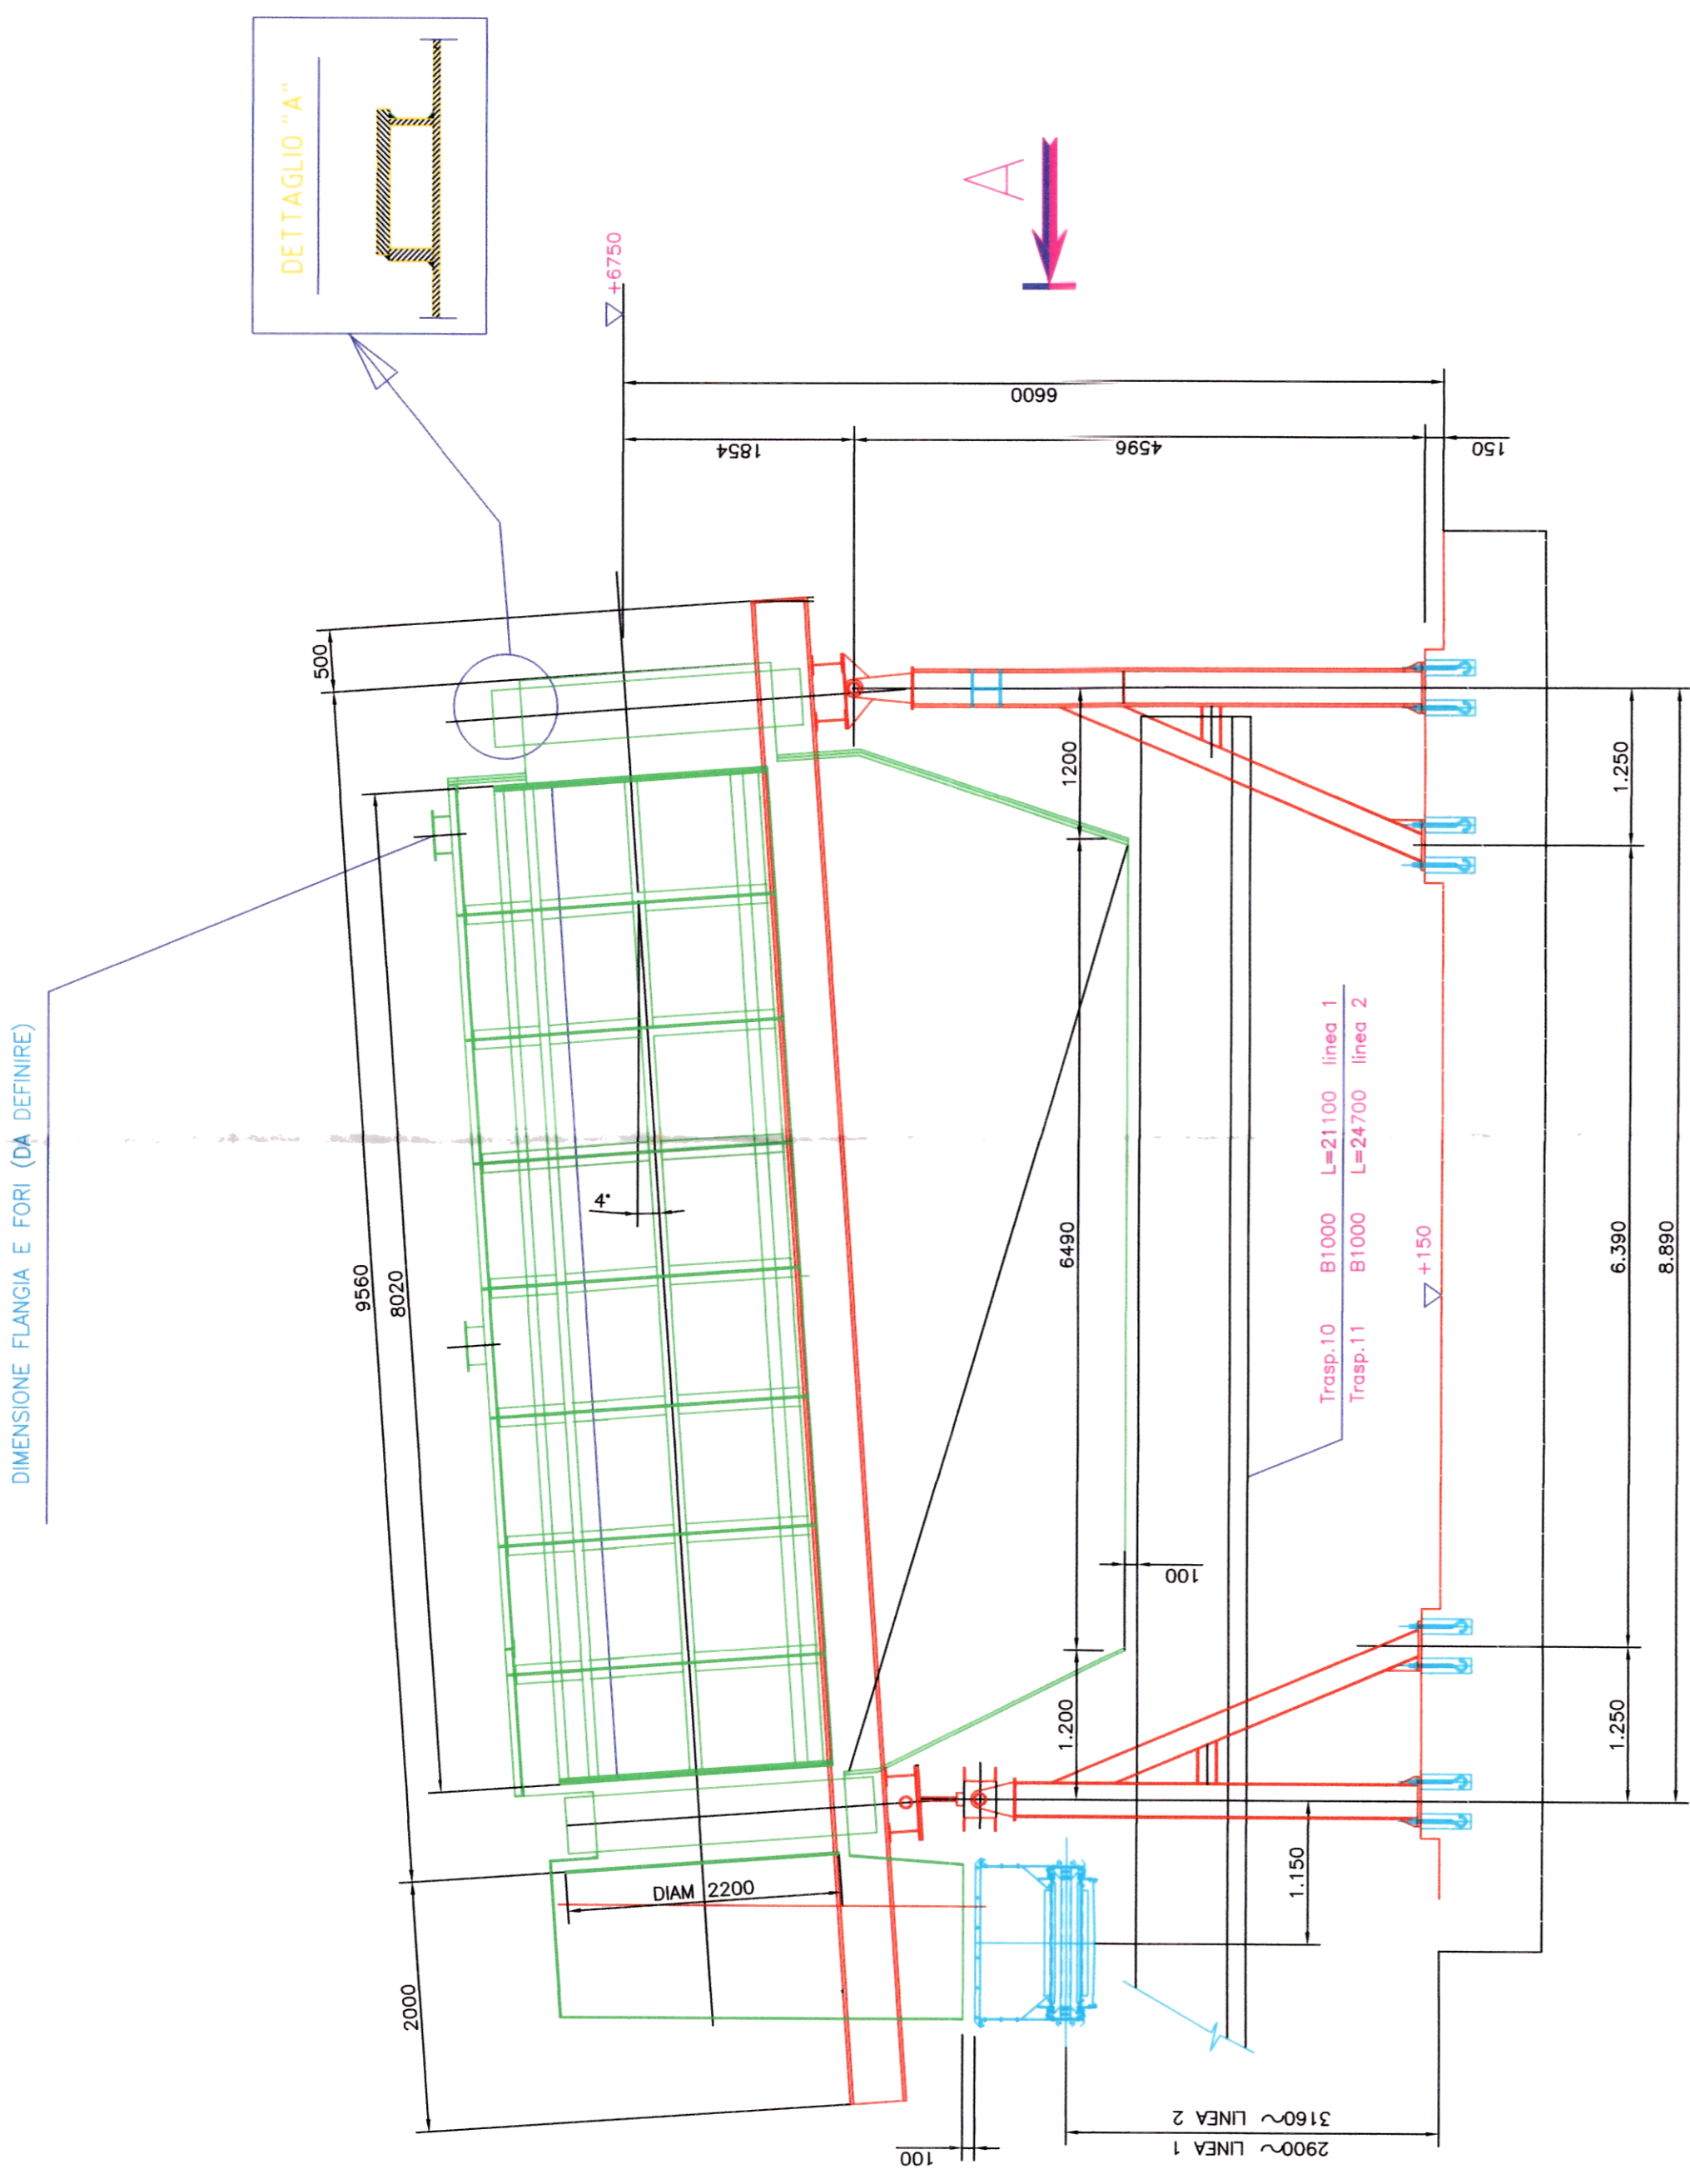 DIMENSIONE FLANGIA E FORI (DA DEFINIRE)
DETTAGLIO "A"
A
+6750
6600
1854
4596
150
500
9560
8020
4°
1200
6490
1.200
100
1.250
6.390
8.890
1.250
+150
Trasp.10 B1000 L=21100 linea 1
Trasp.11 B1000 L=24700 linea 2
DIAM 2200
2000
1.150
100
3160~ LINEA 2
2900~ LINEA 1